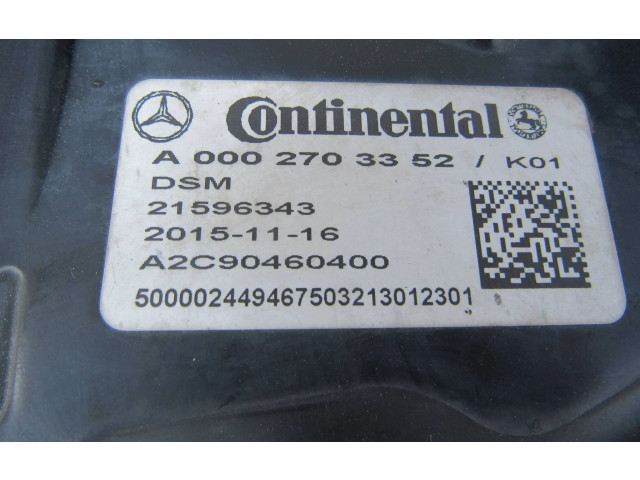 Continental
A 000 270 33 52 / K01
DSM
21596343
2015-11-16
A2C90460400
500002449467503213012301